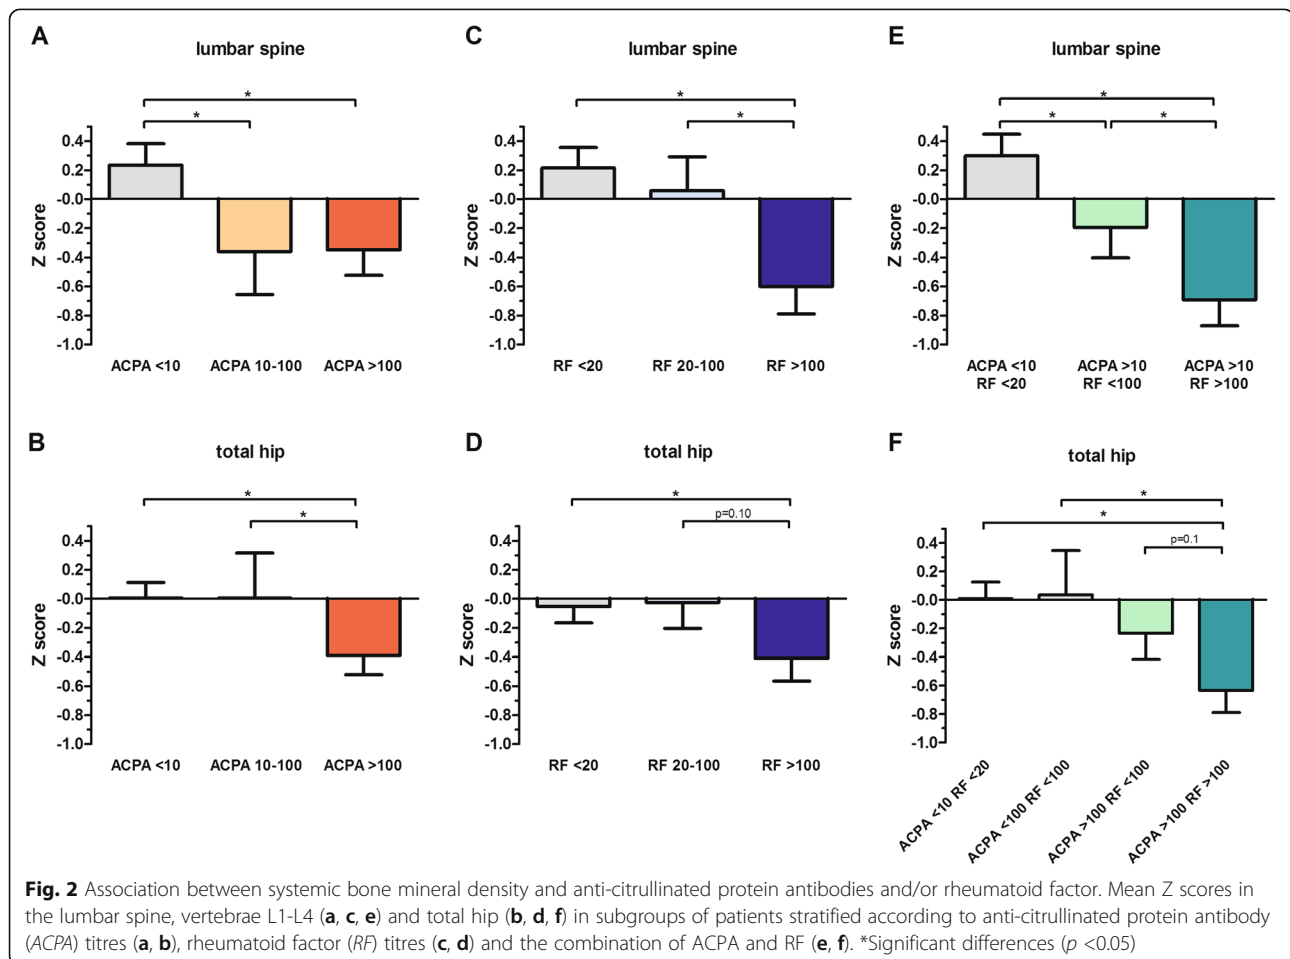 A
lumbar spine
*
*
0.4
0.2
-0.0
-0.2
-0.4
-0.6
-0.8
-1.0
Z score
ACPA <10 ACPA 10-100 ACPA >100
C
lumbar spine
*
*
0.4
0.2
-0.0
-0.2
-0.4
-0.6
-0.8
-1.0
Z score
RF <20 RF 20-100 RF >100
E
lumbar spine
*
*
*
0.4
0.2
-0.0
-0.2
-0.4
-0.6
-0.8
-1.0
Z score
ACPA <10 ACPA >10 ACPA >10
RF <20 RF <100 RF >100
B
total hip
*
*
0.4
0.2
-0.0
-0.2
-0.4
-0.6
-0.8
-1.0
Z score
ACPA <10 ACPA 10-100 ACPA >100
D
total hip
*
p=0.10
0.4
0.2
-0.0
-0.2
-0.4
-0.6
-0.8
-1.0
Z score
RF <20 RF 20-100 RF >100
F
total hip
*
*
p=0.1
0.4
0.2
-0.0
-0.2
-0.4
-0.6
-0.8
-1.0
Z score
ACPA <10 RF <20
ACPA <100 RF <100
ACPA >100 RF <100
ACPA >100 RF >100
Fig. 2 Association between systemic bone mineral density and anti-citrullinated protein antibodies and/or rheumatoid factor. Mean Z scores in
the lumbar spine, vertebrae L1-L4 (a, c, e) and total hip (b, d, f) in subgroups of patients stratified according to anti-citrullinated protein antibody
(ACPA) titres (a, b), rheumatoid factor (RF) titres (c, d) and the combination of ACPA and RF (e, f). *Significant differences (p <0.05)